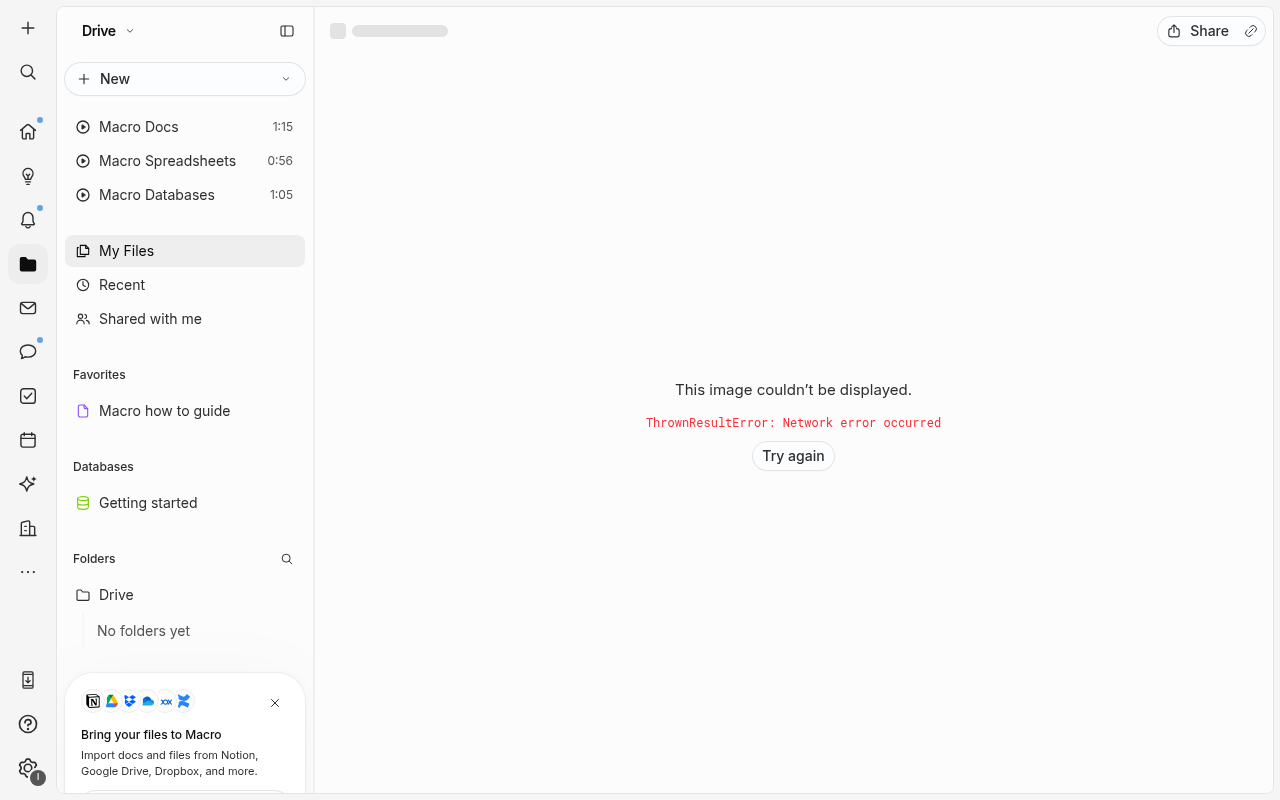 Drive
Share
New
Macro Docs 1:15
Macro Spreadsheets 0:56
Macro Databases 1:05
My Files
Recent
Shared with me
Favorites
Macro how to guide
Databases
Getting started
Folders
Drive
No folders yet
Bring your files to Macro
Import docs and files from Notion,
Google Drive, Dropbox, and more.
This image couldn’t be displayed.
ThrownResultError: Network error occurred
Try again
I